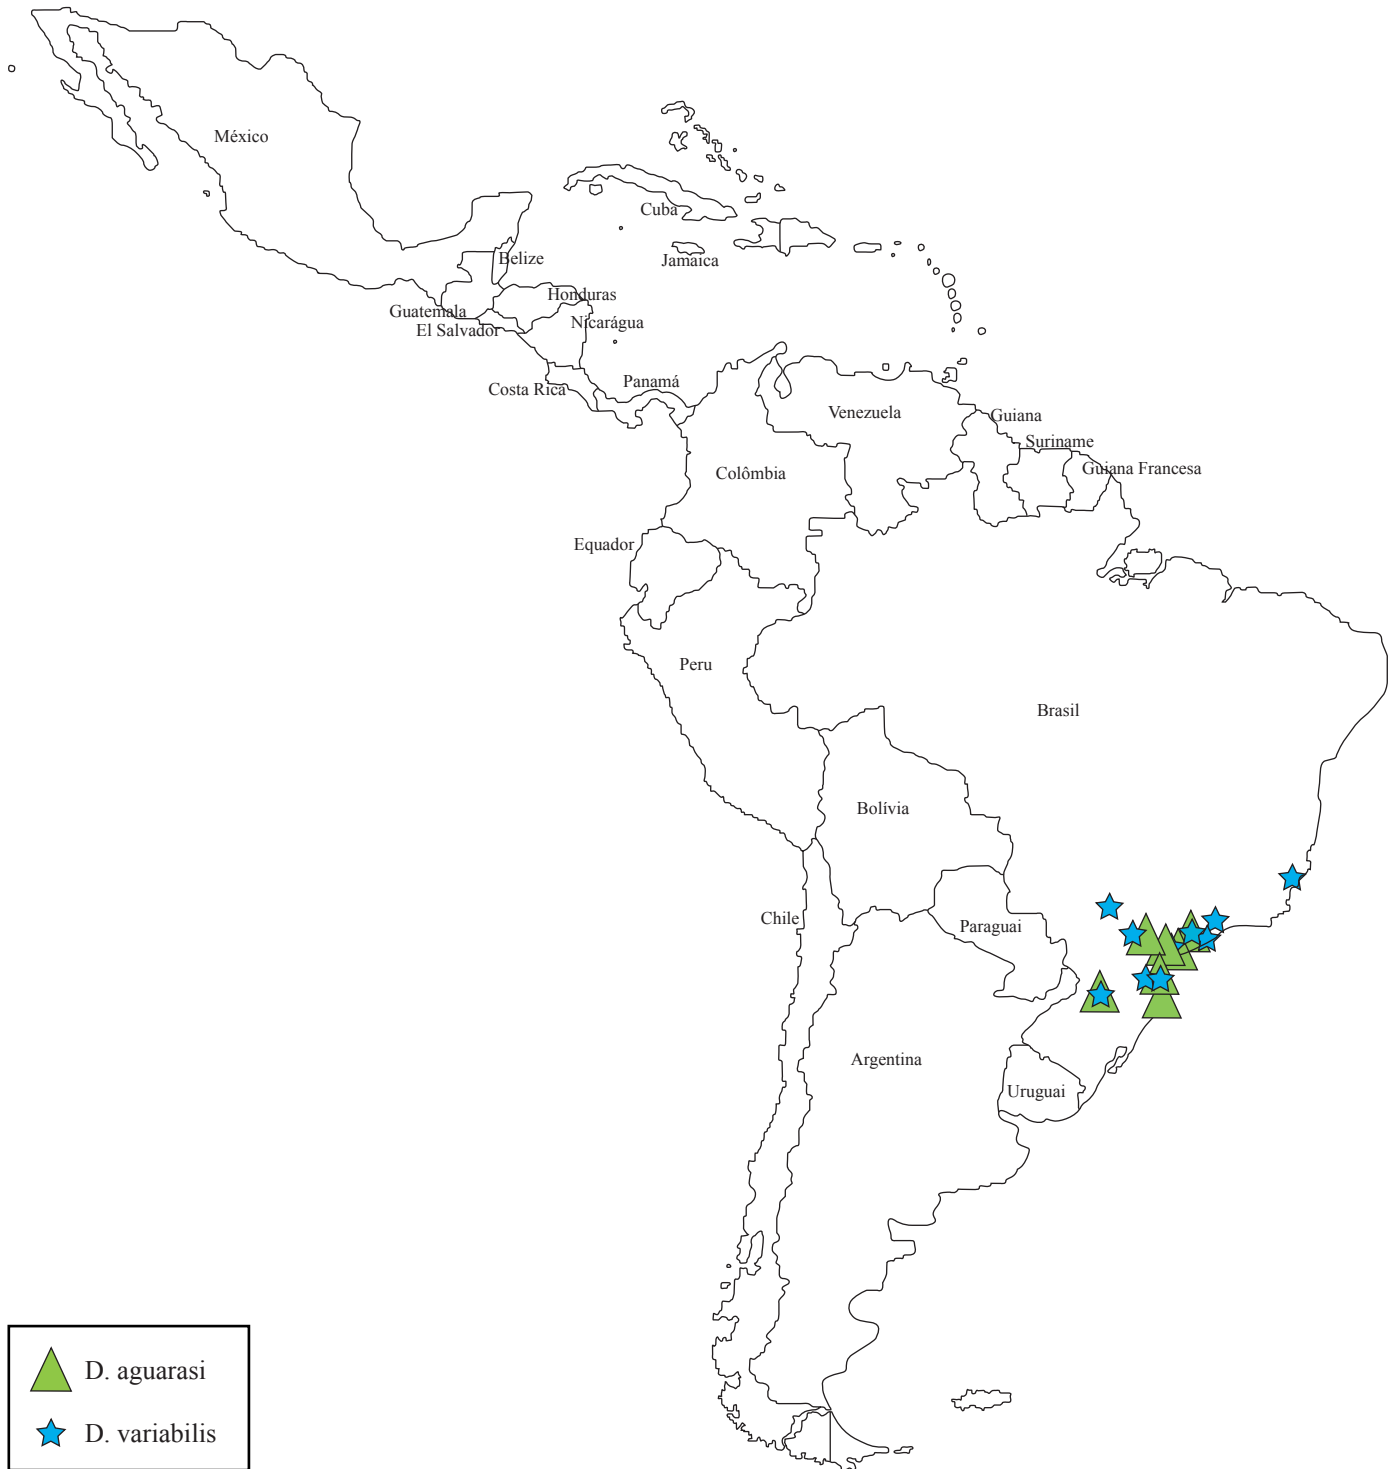 México
Cuba
Jamaica
Belize
Honduras
Guatemala
El Salvador
Nicarágua
Costa Rica
Panamá
Venezuela
Guiana
Suriname
Guiana Francesa
Colômbia
Equador
Peru
Brasil
Bolívia
Chile
Paraguai
Argentina
Uruguai
D. aguarasi
D. variabilis